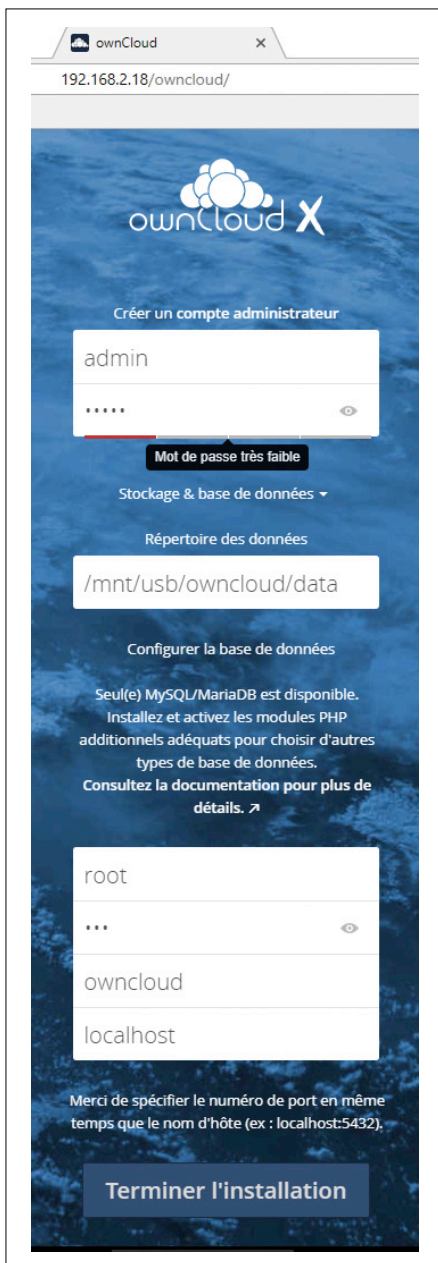 ownCloud
192.168.2.18/owncloud/
ownCloud X
Créer un compte administrateur
admin
•••••
Mot de passe très faible
Stockage & base de données
Répertoire des données
/mnt/usb/owncloud/data
Configurer la base de données
Seul(e) MySQL/MariaDB est disponible.
Installez et activez les modules PHP
additionnels adéquats pour choisir d'autres
types de base de données.
Consultez la documentation pour plus de
détails. ↗
root
•••
owncloud
localhost
Merci de spécifier le numéro de port en même
temps que le nom d'hôte (ex : localhost:5432).
Terminer l'installation